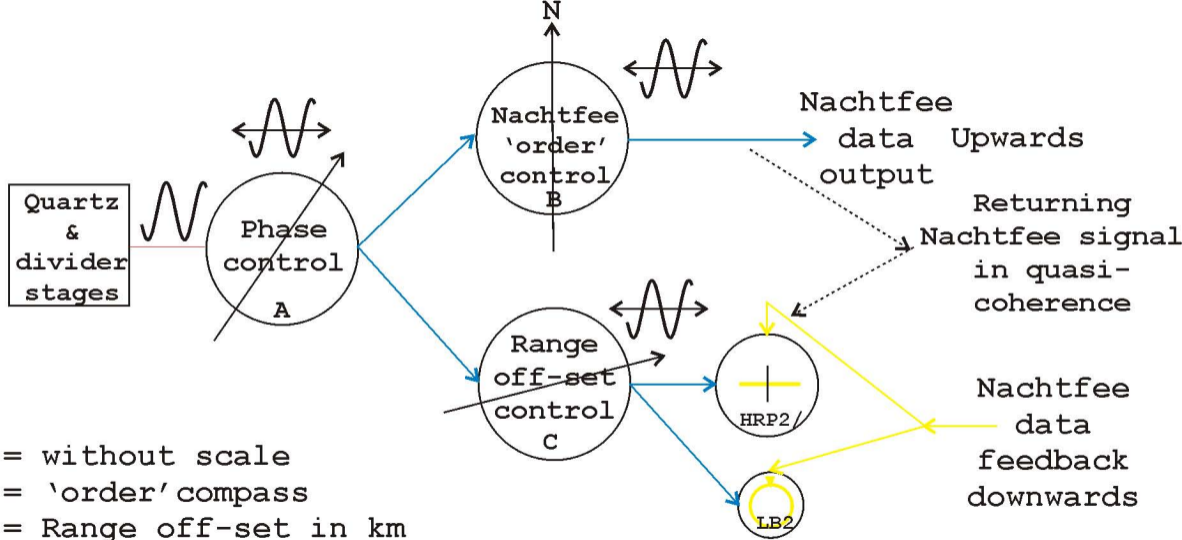 N
Nachtfee
'order'
control
B
Nachtfee
data Upwards
output
Quartz
&
divider
stages
Phase
control
A
Returning
Nachtfee signal
in quasi-
coherence
Range
off-set
control
C
HRP2/
LB2
Nachtfee
data
feedback
downwards
= without scale
= 'order'compass
= Range off-set in km